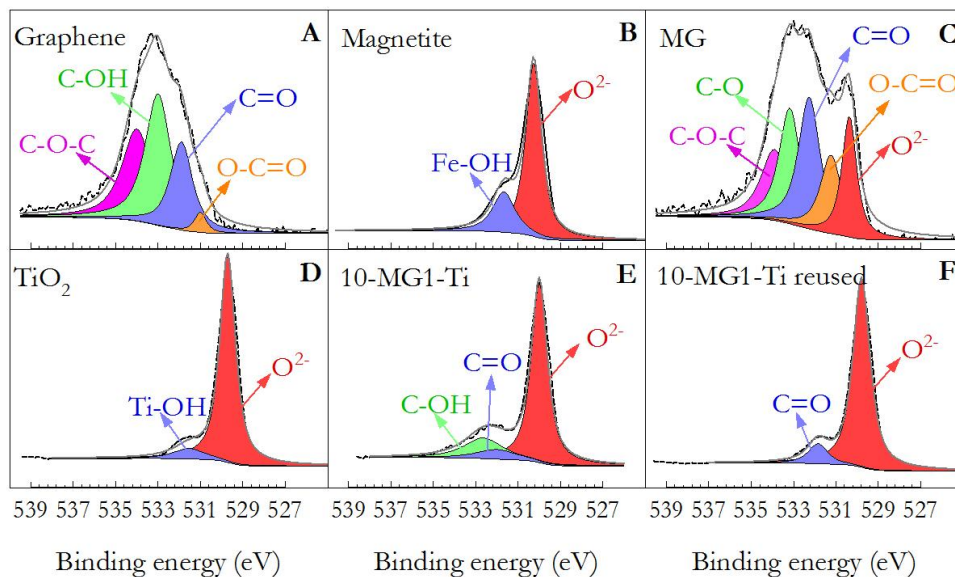 Graphene A
C-OH
C=O
C-O-C
O-C=O
Magnetite B
O²⁻
Fe-OH
MG C
C=O
C-O
O-C=O
C-O-C
O²⁻
TiO₂ D
O²⁻
Ti-OH
10-MG1-Ti E
O²⁻
C=O
C-OH
10-MG1-Ti reused F
O²⁻
C=O
539 537 535 533 531 529 527
539 537 535 533 531 529 527
539 537 535 533 531 529 527
Binding energy (eV)
Binding energy (eV)
Binding energy (eV)